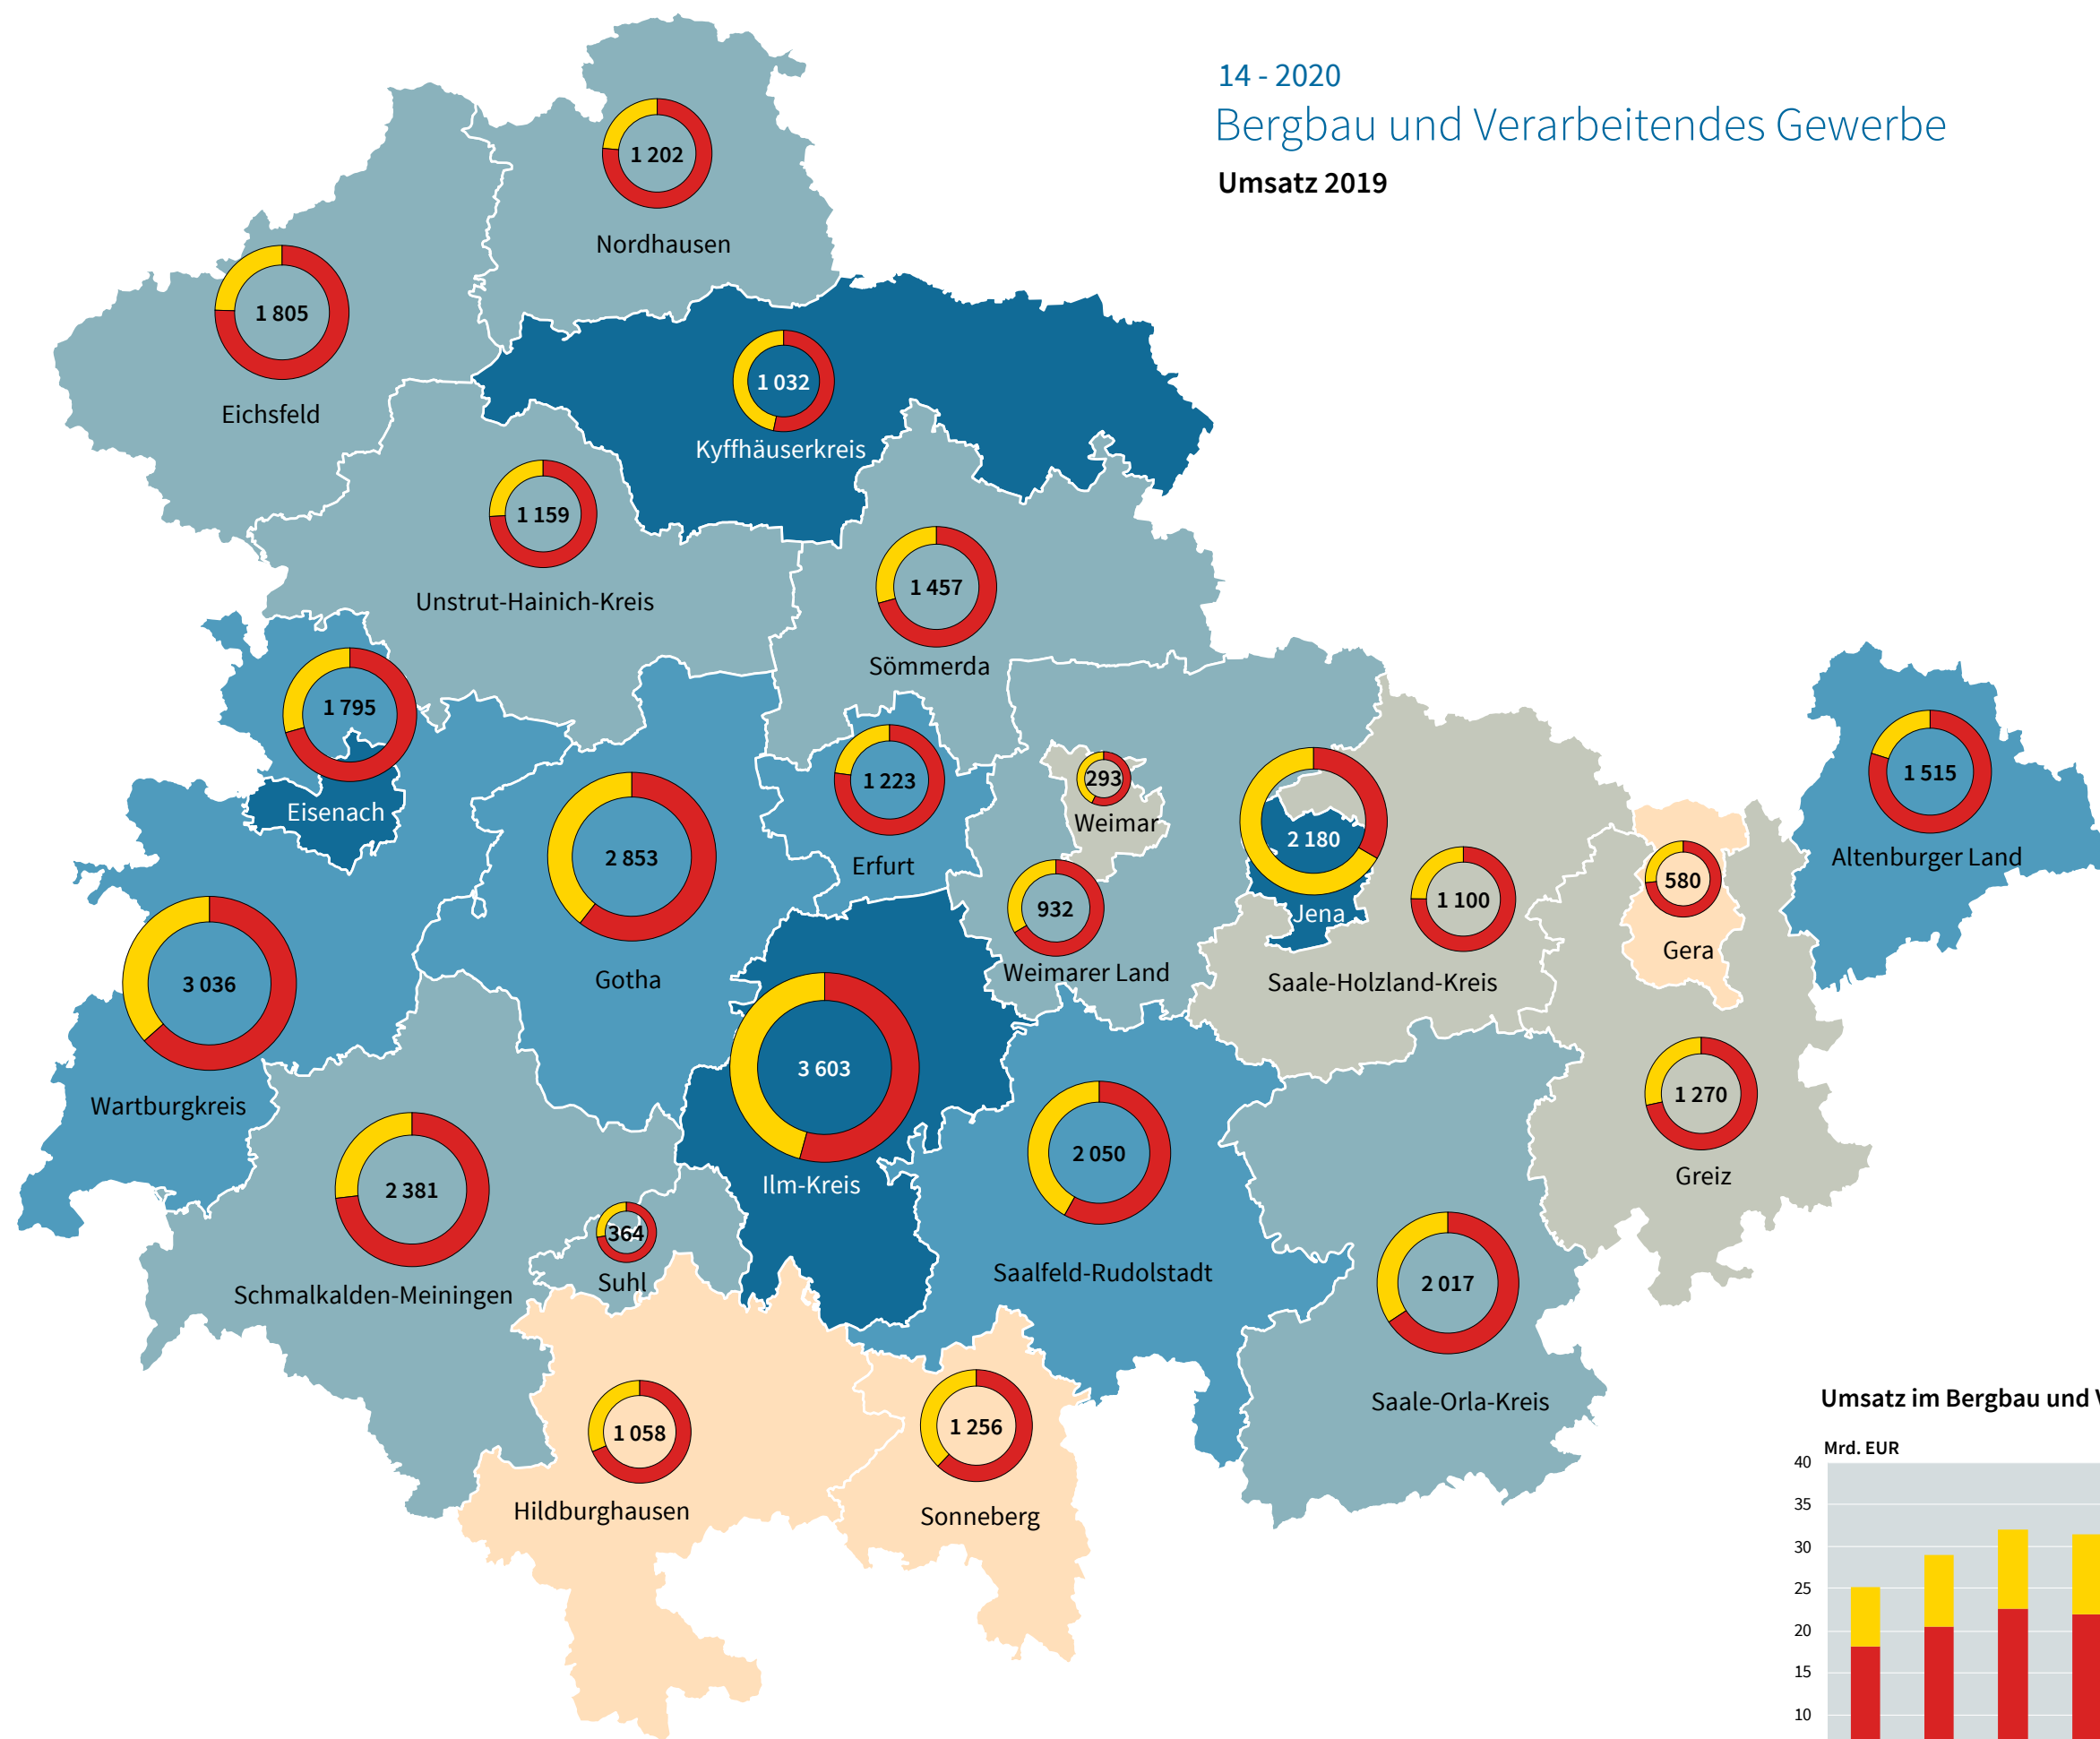 14 - 2020
Bergbau und Verarbeitendes Gewerbe
Umsatz 2019
1 202
Nordhausen
1 805
Eichsfeld
1 032
Kyffhäuserkreis
1 159
Unstrut-Hainich-Kreis
1 457
Sömmerda
1 795
Eisenach
1 223
Erfurt
293
Weimar
2 180
Jena
1 515
Altenburger Land
2 853
Gotha
932
Weimarer Land
1 100
Saale-Holzland-Kreis
580
Gera
3 036
Wartburgkreis
3 603
Ilm-Kreis
1 270
Greiz
2 050
Saalfeld-Rudolstadt
2 381
Schmalkalden-Meiningen
364
Suhl
2 017
Saale-Orla-Kreis
1 058
Hildburghausen
1 256
Sonneberg
Umsatz im Bergbau und
Mrd. EUR
40
35
30
25
20
15
10